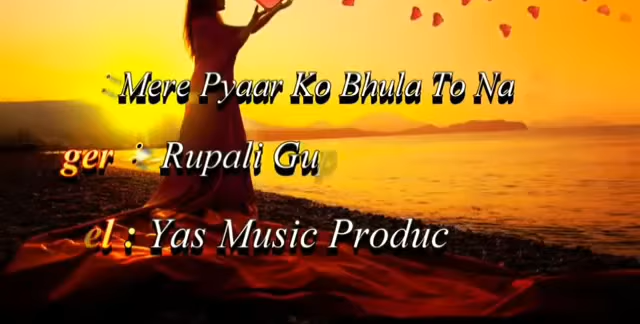 : Mere Pyaar Ko Bhula To Na
ger : Rupali Gu
el : Yas Music Produc